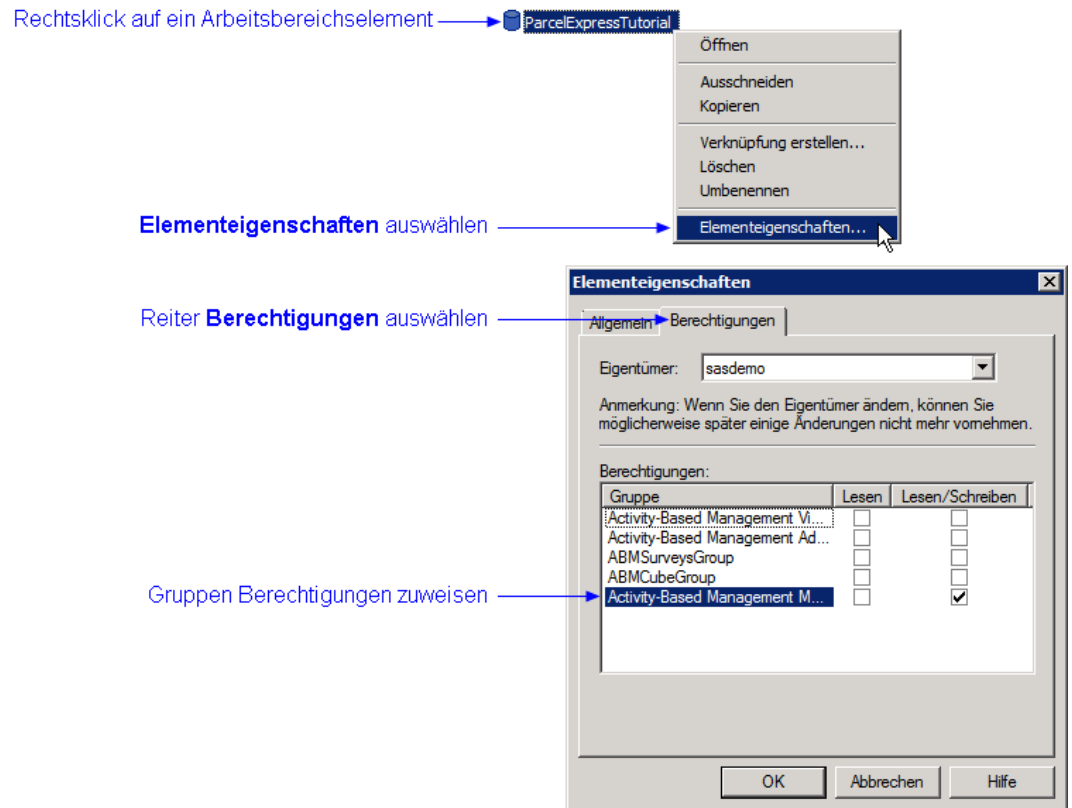 Rechtsklick auf ein Arbeitsbereichselement
ParcelExpressTutorial
Öffnen
Ausschneiden
Kopieren
Verknüpfung erstellen...
Löschen
Umbenennen
Elementeigenschaften auswählen
Elementeigenschaften...
Elementeigenschaften
Reiter Berechtigungen auswählen
Allgemein
Berechtigungen
Eigentümer:
sasdemo
Anmerkung: Wenn Sie den Eigentümer ändern, können Sie
möglicherweise später einige Änderungen nicht mehr vornehmen.
Berechtigungen:
Gruppe Lesen Lesen/Schreiben
Activity-Based Management Vi...
Activity-Based Management Ad...
ABMSurveysGroup
ABMCubeGroup
Gruppen Berechtigungen zuweisen
Activity-Based Management M...
OK Abbrechen Hilfe